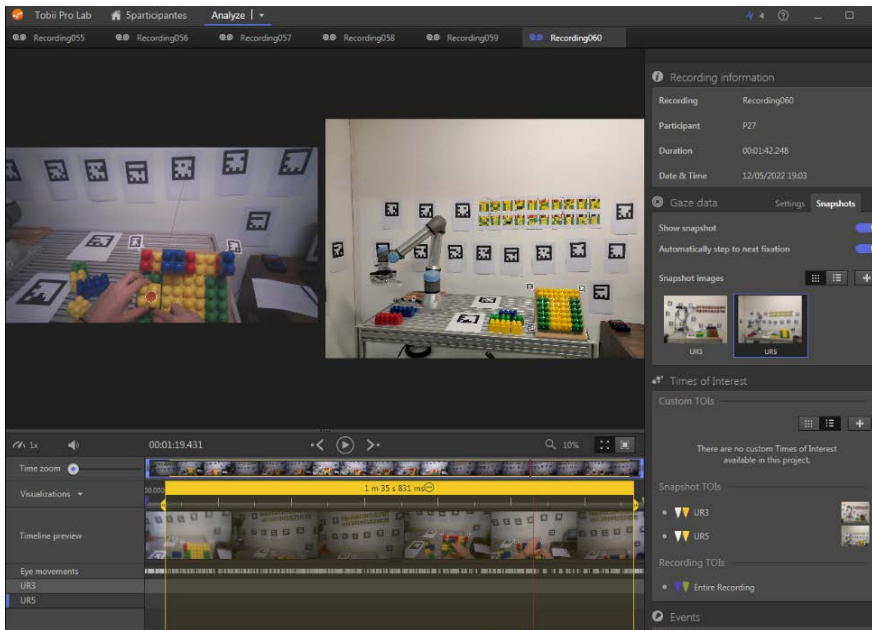 Tobii Pro Lab
5participantes
Analyze
4
Recording055
Recording056
Recording057
Recording058
Recording059
Recording060
Recording information
Recording Recording060
Participant P27
Duration 00:01:42.248
Date & Time 12/05/2022 19:03
Gaze data Settings Snapshots
Show snapshot
Automatically step to next fixation
Snapshot images
UR3
UR5
Times of Interest
Custom TOIs
There are no custom Times of Interest
available in this project.
Snapshot TOIs
UR3
UR5
Recording TOIs
Entire Recording
Events
1x
00:01:19.431
10%
Time zoom
Visualizations
1 m 35 s 831 ms
Timeline preview
Eye movements
UR3
UR5